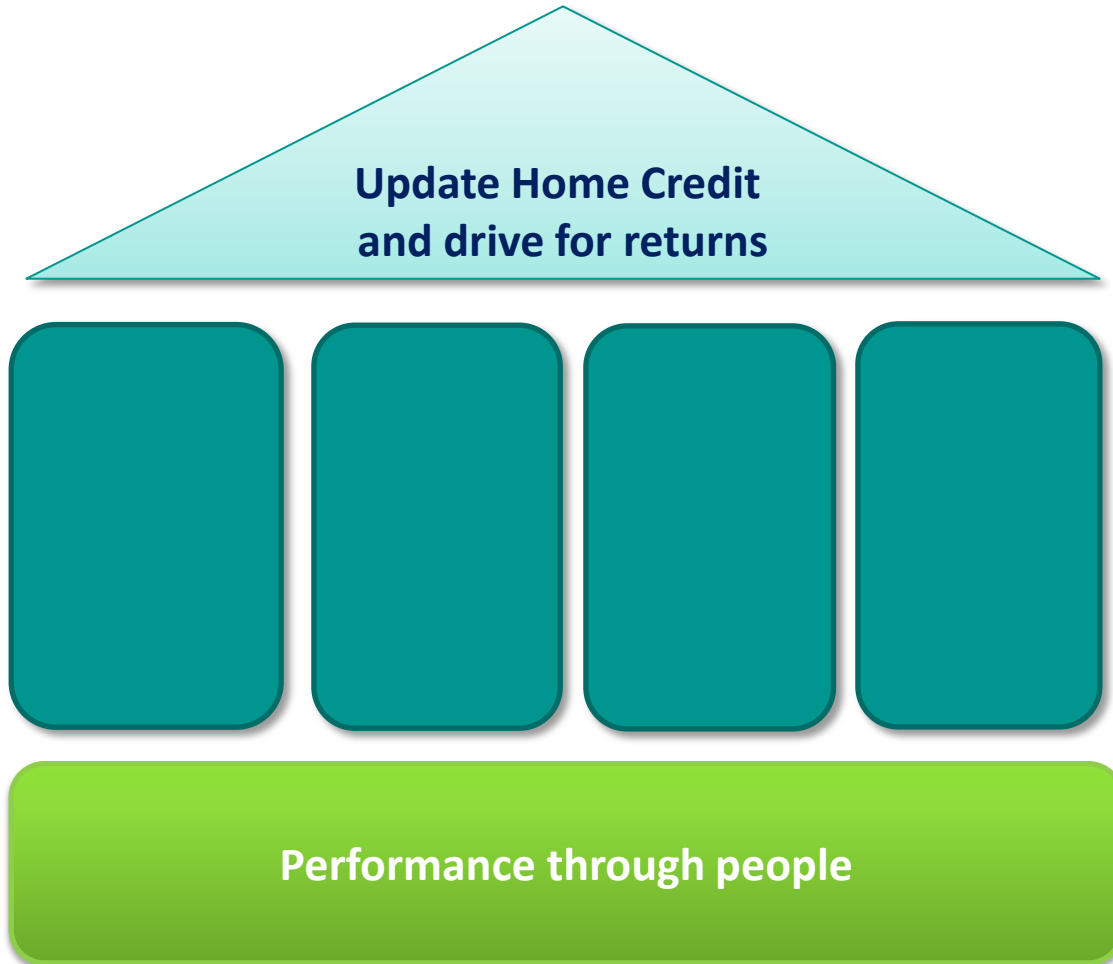 Update Home Credit
and drive for returns
Performance through people